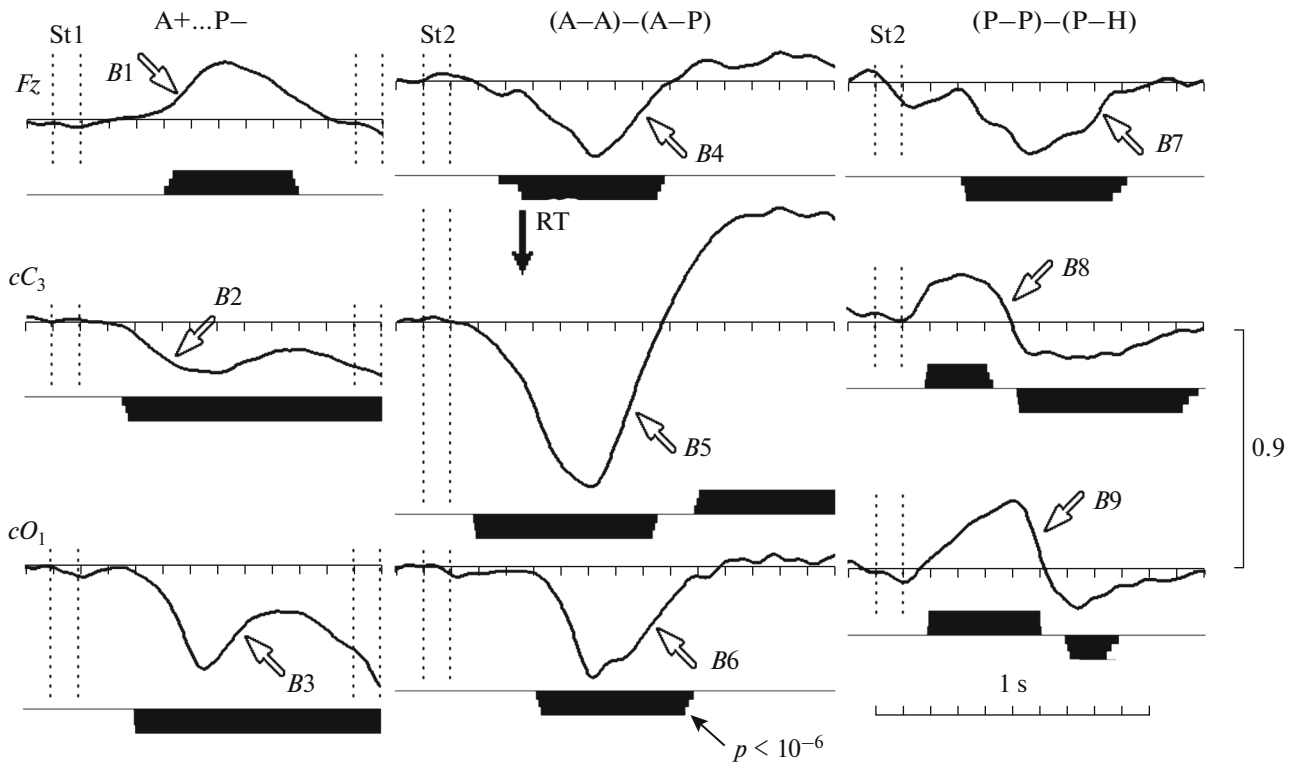 A+...P– (A–A)–(A–P) (P–P)–(P–H)
St1 St2 St2
Fz B1 B4 B7
RT
cC3 B2 B8
B5 0.9
cO1 B9
B3 B6
1 s
p < 10–6